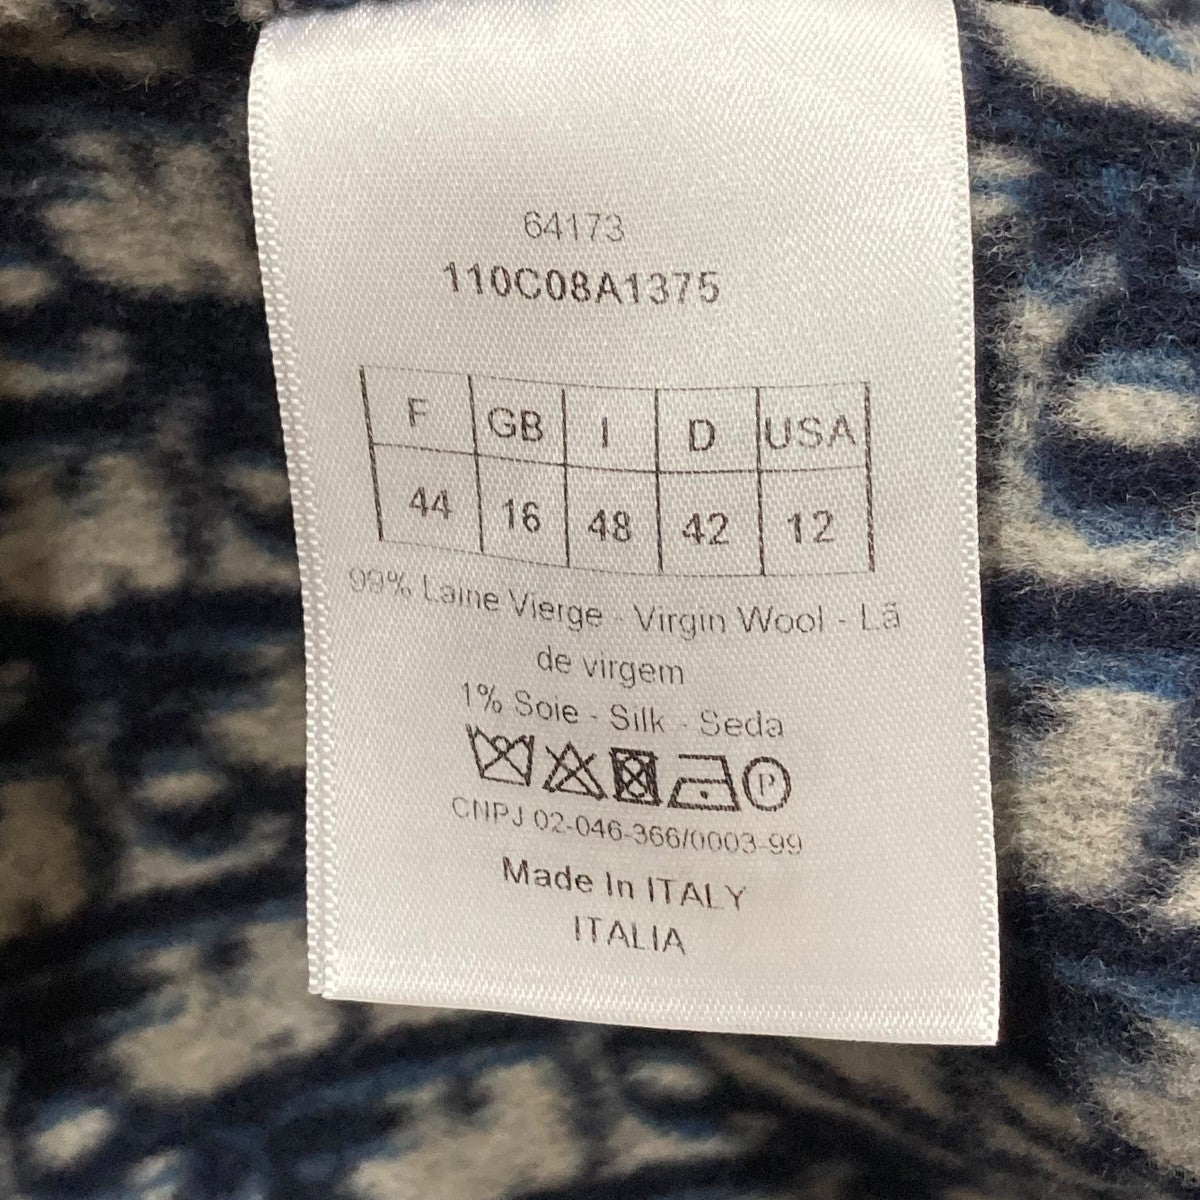 64173
110C08A1375
F GB I D USA
44 16 48 42 12
99% Laine Vierge - Virgin Wool - Lã
de virgem
1% Soie - Silk - Seda
P
CNPJ 02-046-366/0003-99
Made In ITALY
ITALIA